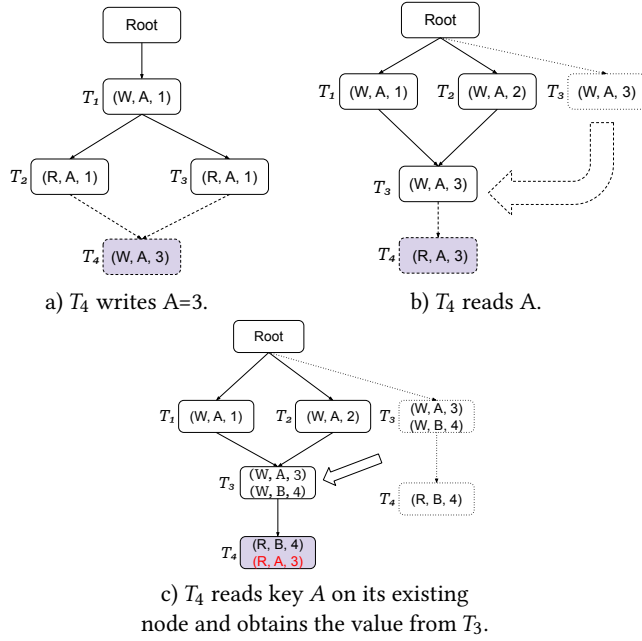 Root
T₁ (W, A, 1)
T₂ (R, A, 1) T₃ (R, A, 1)
T₄ (W, A, 3)
a) T₄ writes A=3.
Root
T₁ (W, A, 1) T₂ (W, A, 2) T₃ (W, A, 3)
T₃ (W, A, 3)
T₄ (R, A, 3)
b) T₄ reads A.
Root
T₁ (W, A, 1) T₂ (W, A, 2) T₃ (W, A, 3)
(W, B, 4)
T₃ (W, A, 3)
(W, B, 4)
T₄ (R, B, 4)
T₄ (R, B, 4)
(R, A, 3)
c) T₄ reads key A on its existing
node and obtains the value from T₃.